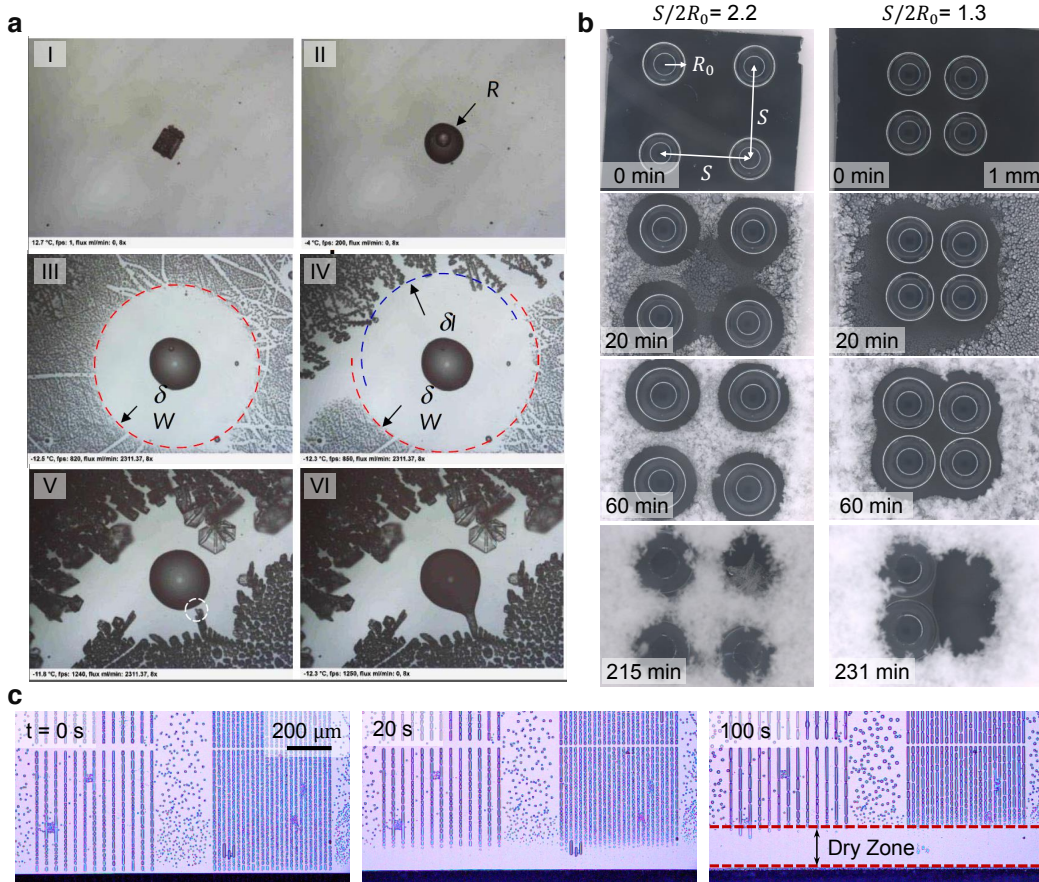 a
I
II
R
12.7 °C, fps: 1, flux ml/min: 0, 8x
-4 °C, fps: 200, flux ml/min: 0, 8x
III
IV
δI
δ
W
δ
W
-12.5 °C, fps: 820, flux ml/min: 2311.37, 8x
-12.3 °C, fps: 850, flux ml/min: 2311.37, 8x
V
VI
-11.8 °C, fps: 1240, flux ml/min: 2311.37, 8x
-12.3 °C, fps: 1250, flux ml/min: 0, 8x
b
S/2R₀= 2.2
S/2R₀= 1.3
R₀
S
S
0 min
0 min
1 mm
20 min
20 min
60 min
60 min
215 min
231 min
c
t = 0 s
200 μm
20 s
100 s
Dry Zone